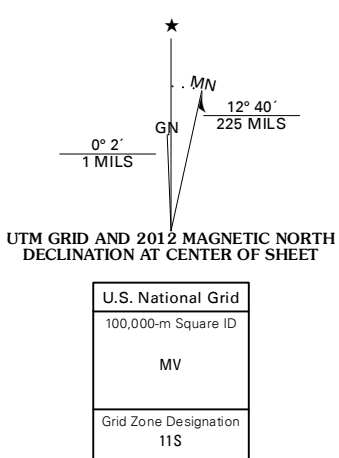 ★
MN
12° 40´
225 MILS
GN
0° 2´
1 MILS
UTM GRID AND 2012 MAGNETIC NORTH
DECLINATION AT CENTER OF SHEET
U.S. National Grid
100,000-m Square ID
MV
Grid Zone Designation
11S